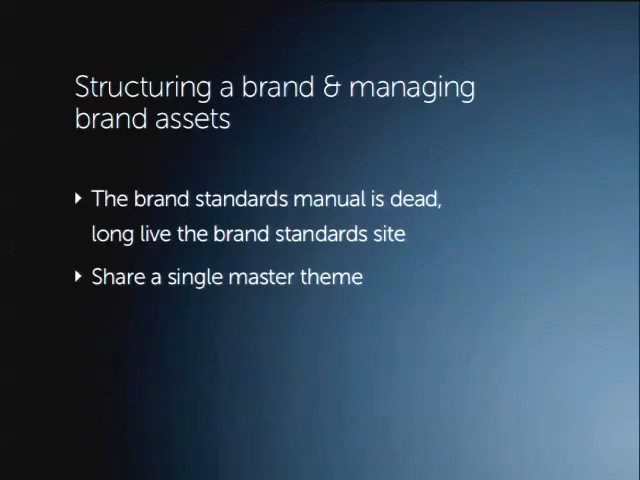 Structuring a brand & managing
brand assets
The brand standards manual is dead,
long live the brand standards site
Share a single master theme